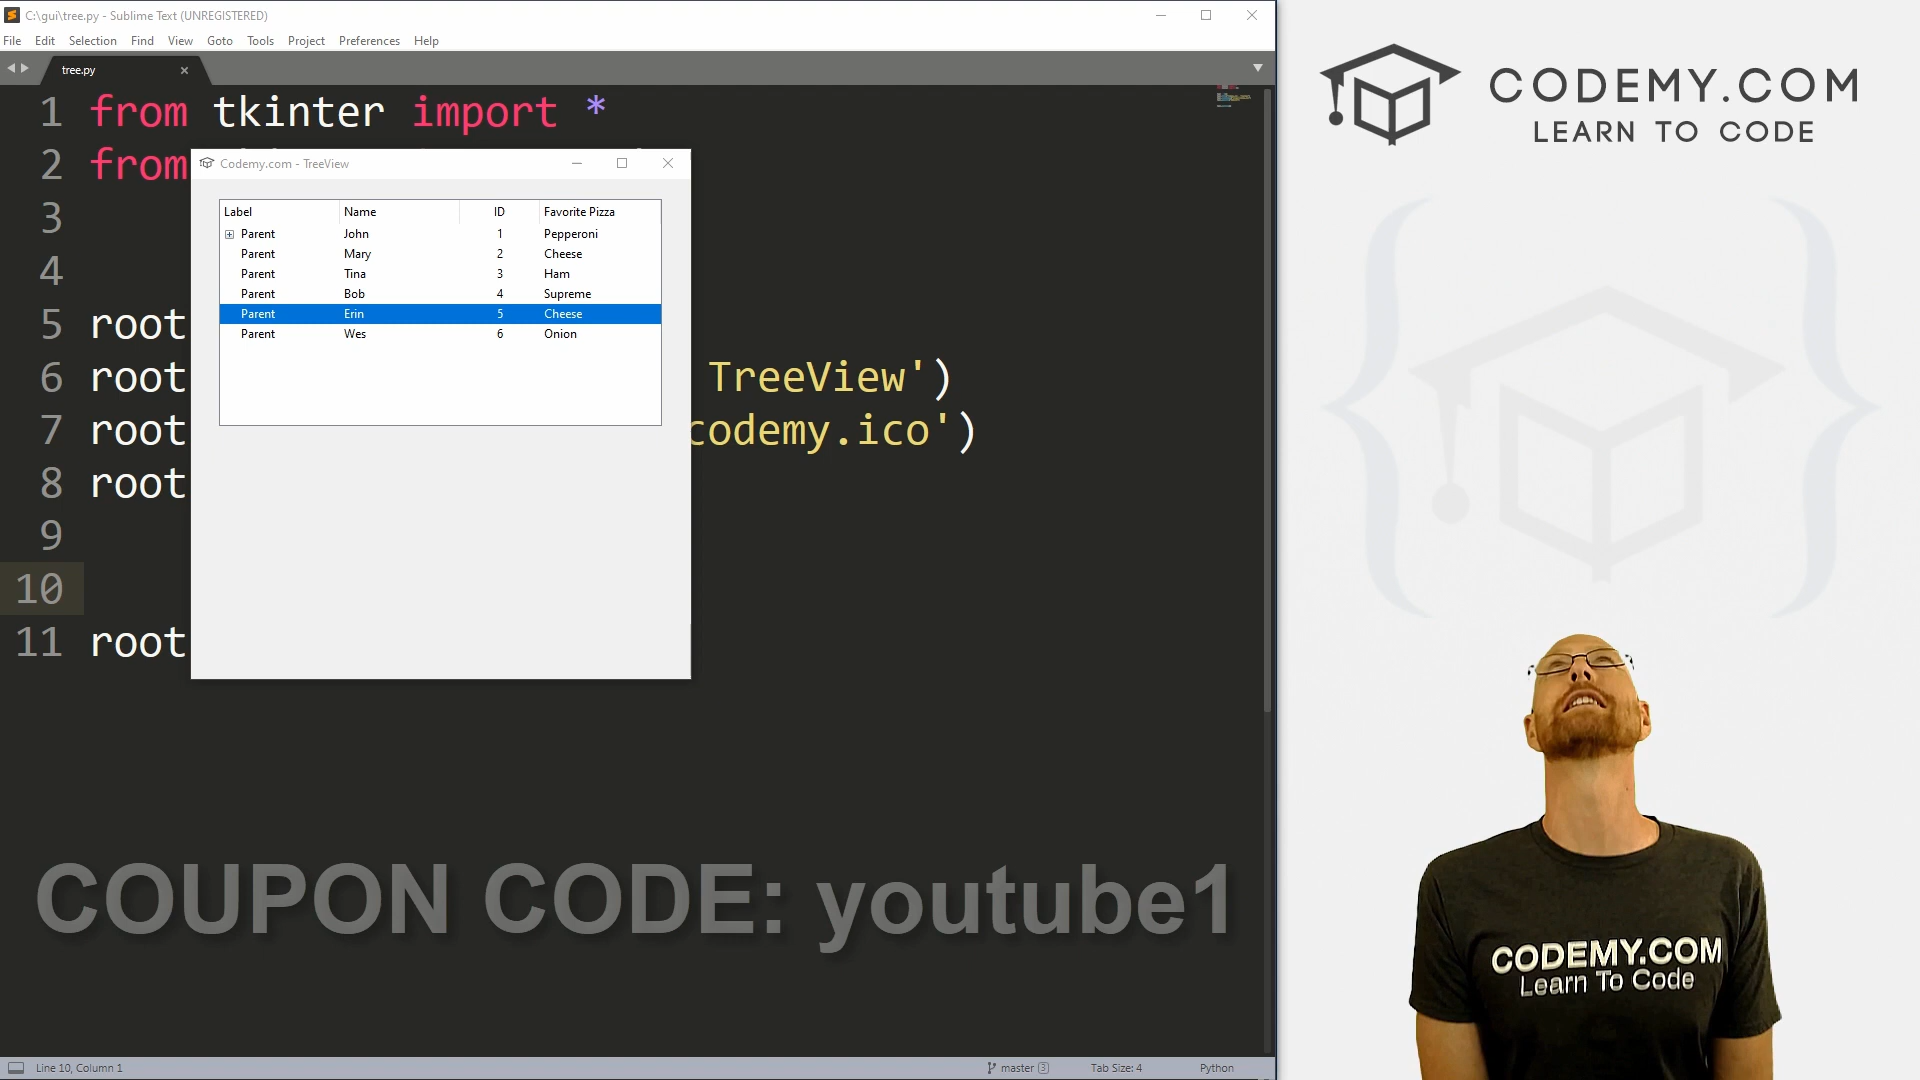 C:\gui\tree.py - Sublime Text (UNREGISTERED)
File Edit Selection Find View Goto Tools Project Preferences Help
tree.py
1 from tkinter import *
2 from
3
4
5 root
6 root TreeView')
7 root codemy.ico')
8 root
9
10
11 root
Codemy.com - TreeView
Label Name ID Favorite Pizza
Parent John 1 Pepperoni
Parent Mary 2 Cheese
Parent Tina 3 Ham
Parent Bob 4 Supreme
Parent Erin 5 Cheese
Parent Wes 6 Onion
COUPON CODE: youtube1
Line 10, Column 1 master 3 Tab Size: 4 Python
CODEMY.COM
LEARN TO CODE
CODEMY.COM
Learn To Code